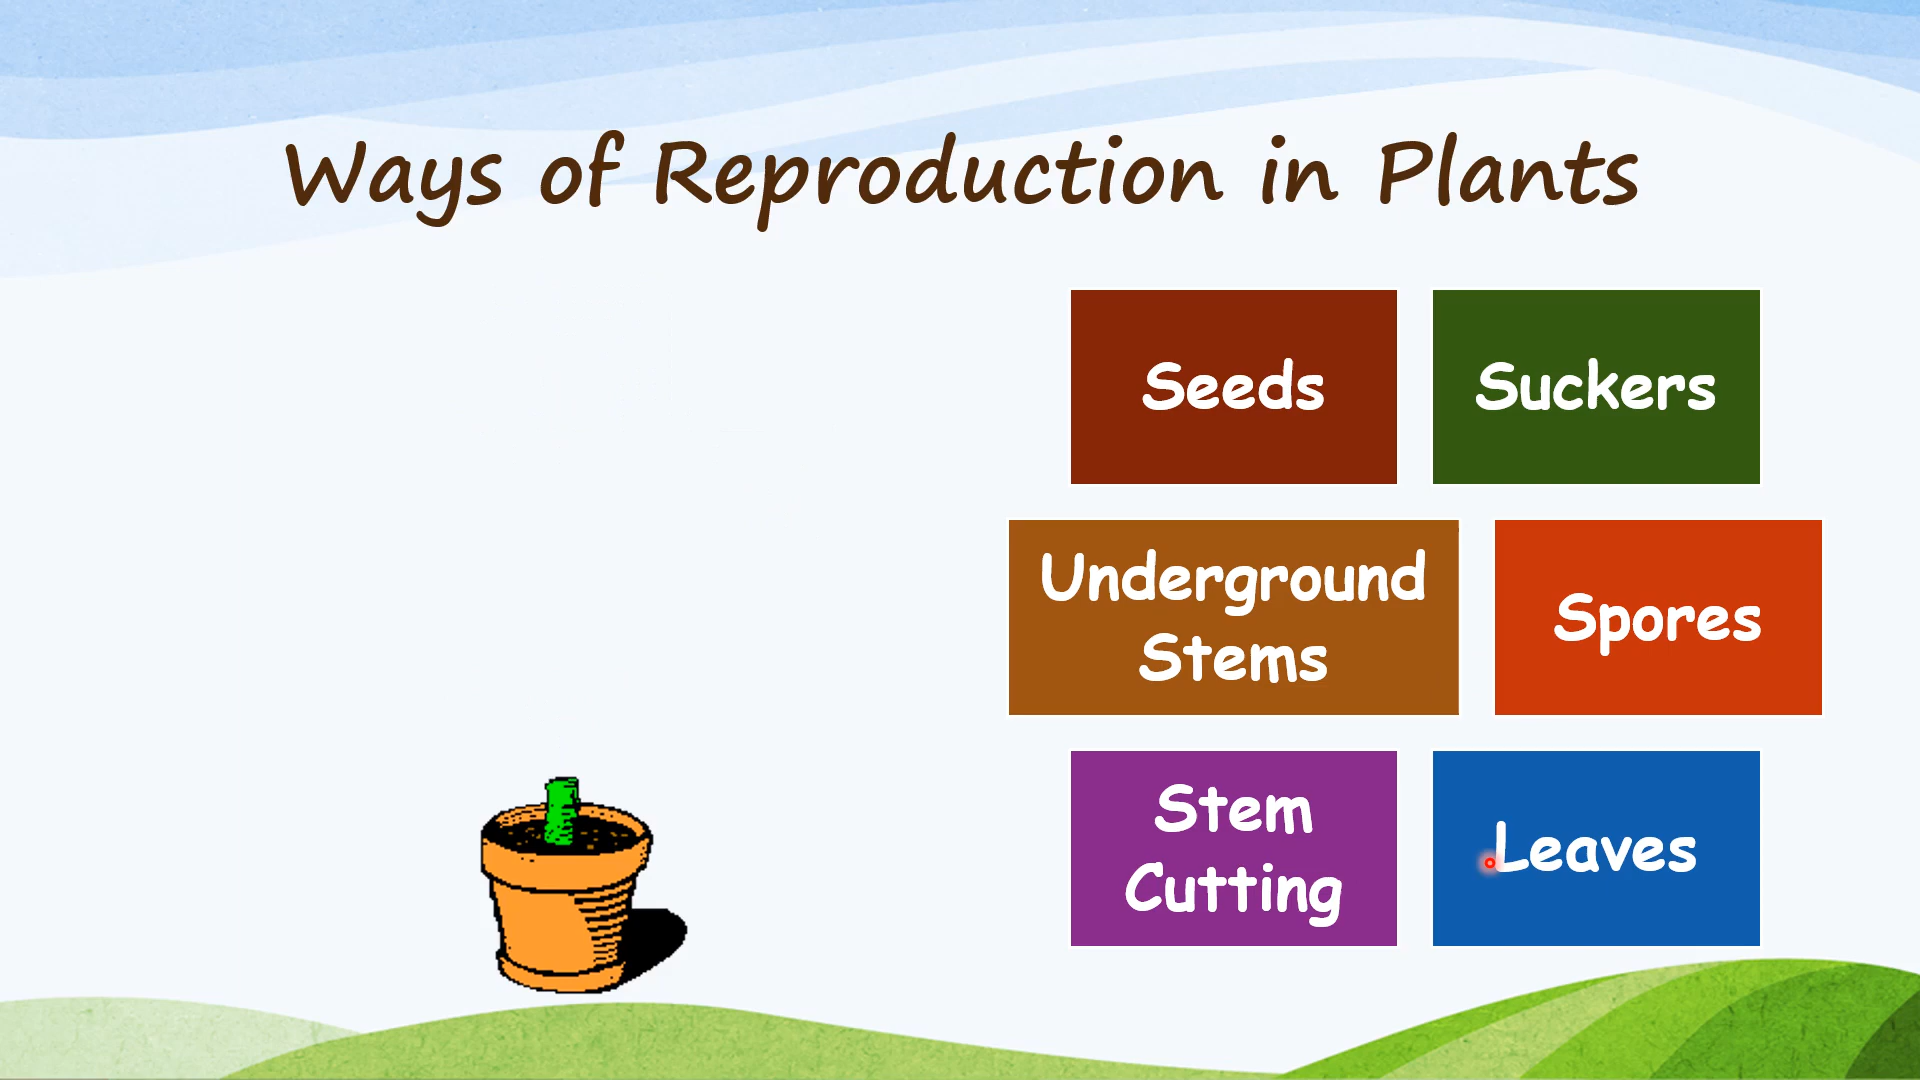 Ways of Reproduction in Plants
Seeds
Suckers
Underground
Stems
Spores
Stem
Cutting
Leaves